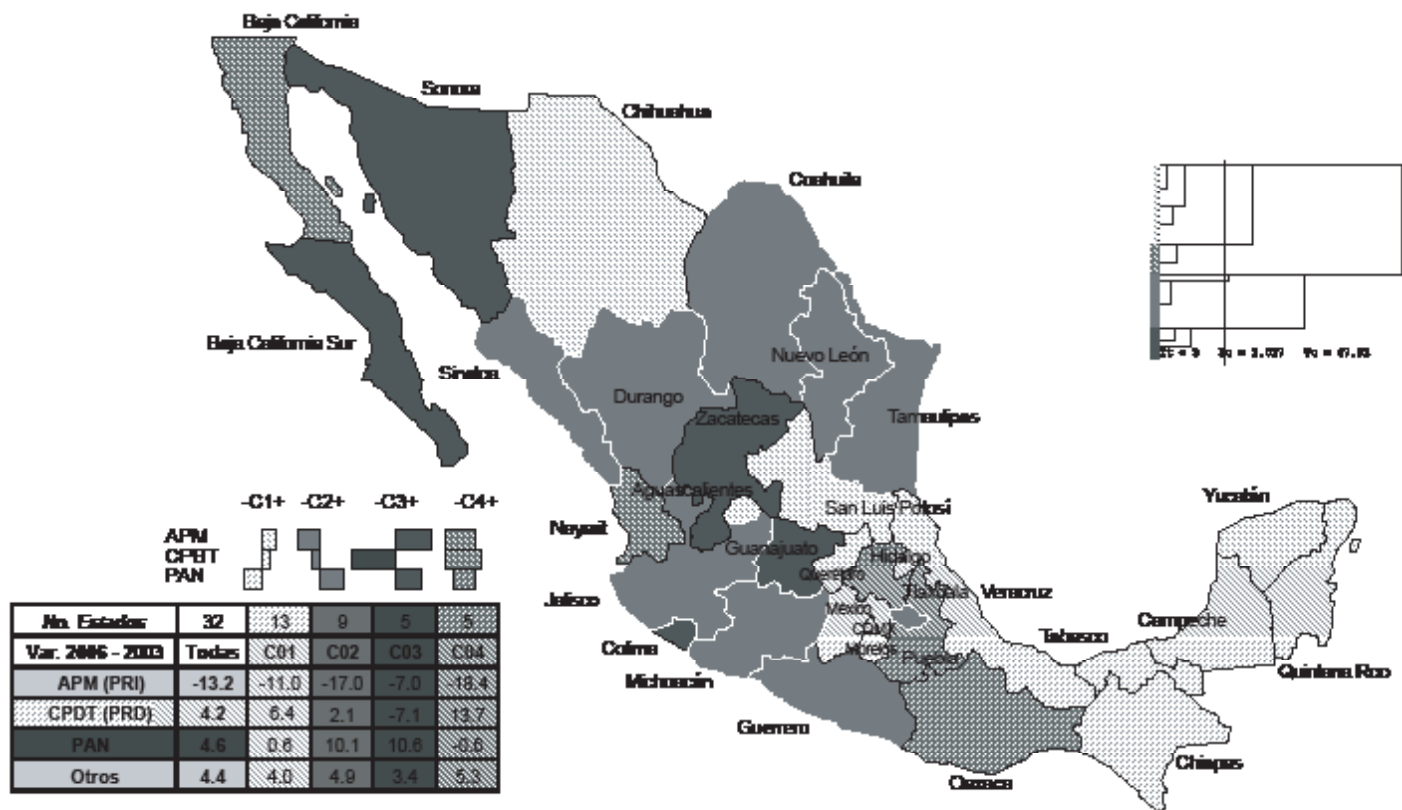 Baja California
Sonora
Chihuahua
Coahuila
Baja California Sur
Nuevo León
Sinaloa
Durango
Tamaulipas
Zacatecas
Aguascalientes
San Luis Potosí
Yucatán
Nayarit
Guanajuato
Hidalgo
Queretaro
Tlaxcala
Veracruz
Jalisco
Mexico
Campeche
Colima
Morelos
Puebla
Tabasco
Michoacán
Quintana Roo
Guerrero
Chiapas
Oaxaca
-C1+ -C2+ -C3+ -C4+
APM
CPBT
PAN
No. Estados 32 13 9 5 5
Var. 2006 - 2003 Todas C01 C02 C03 C04
APM (PRI) -13.2 -11.0 -17.0 -7.0 -18.4
CPDT (PRD) 4.2 6.4 2.1 -7.1 13.7
PAN 4.6 0.6 10.1 10.6 -0.6
Otros 4.4 4.0 4.9 3.4 5.3